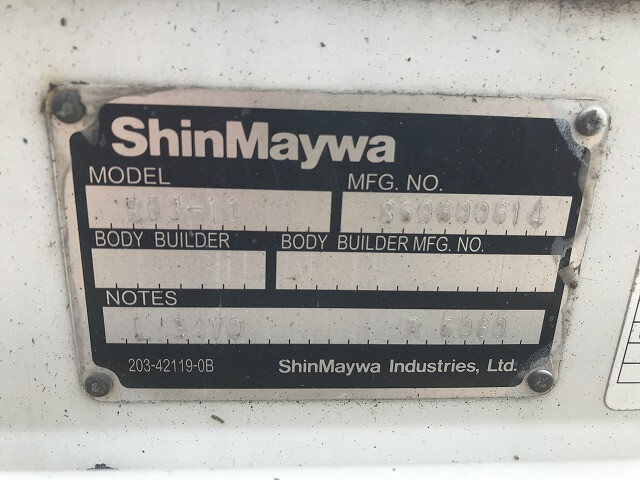 ShinMaywa
MODEL MFG. NO.
BODY BUILDER BODY BUILDER MFG. NO.
NOTES
203-42119-0B ShinMaywa Industries, Ltd.